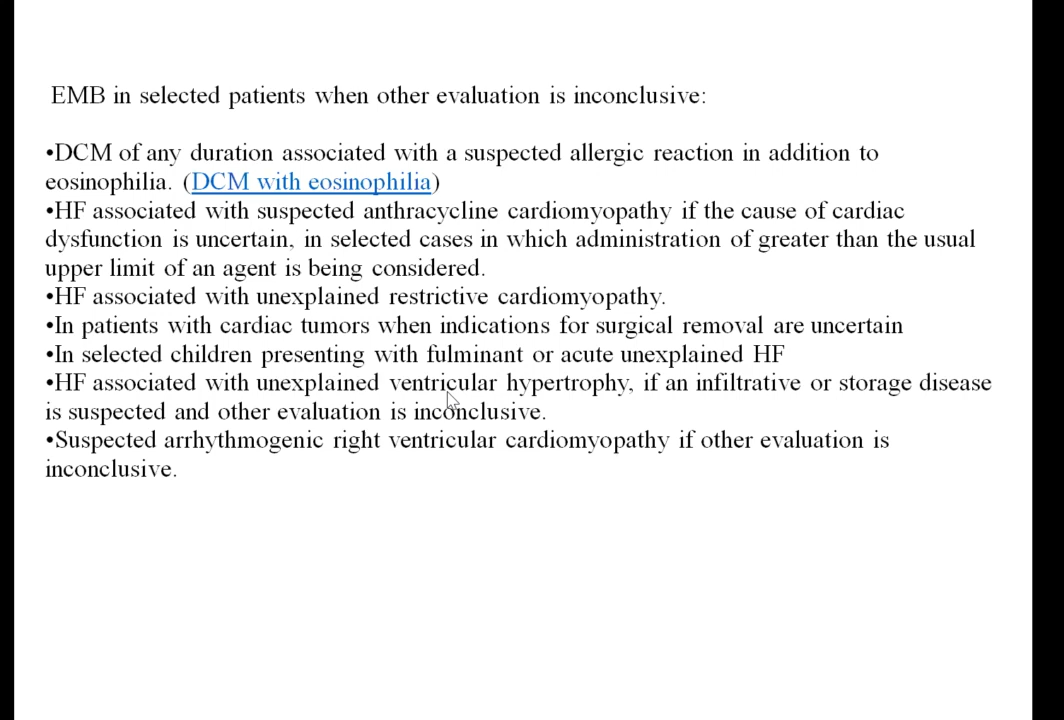 EMB in selected patients when other evaluation is inconclusive:
•DCM of any duration associated with a suspected allergic reaction in addition to
eosinophilia. (DCM with eosinophilia)
•HF associated with suspected anthracycline cardiomyopathy if the cause of cardiac
dysfunction is uncertain, in selected cases in which administration of greater than the usual
upper limit of an agent is being considered.
•HF associated with unexplained restrictive cardiomyopathy.
•In patients with cardiac tumors when indications for surgical removal are uncertain
•In selected children presenting with fulminant or acute unexplained HF
•HF associated with unexplained ventricular hypertrophy, if an infiltrative or storage disease
is suspected and other evaluation is inconclusive.
•Suspected arrhythmogenic right ventricular cardiomyopathy if other evaluation is
inconclusive.